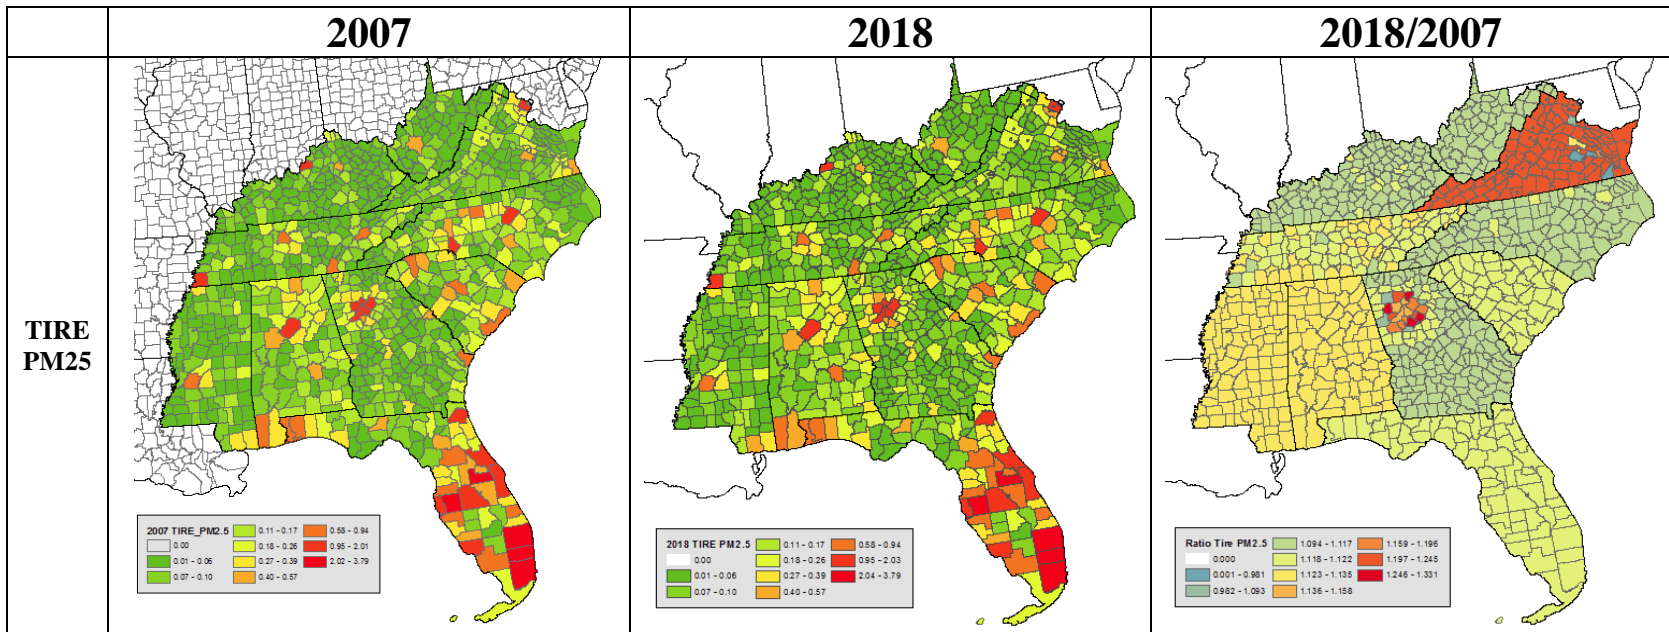 2007
2018
2018/2007
TIRE
PM25
2007 TIRE_PM2.5
0.00
0.01 - 0.06
0.07 - 0.10
0.11 - 0.17
0.18 - 0.26
0.27 - 0.39
0.40 - 0.57
0.58 - 0.94
0.95 - 2.01
2.02 - 3.79
2018 TIRE PM2.5
0.00
0.01 - 0.06
0.07 - 0.10
0.11 - 0.17
0.18 - 0.26
0.27 - 0.39
0.40 - 0.57
0.58 - 0.94
0.95 - 2.03
2.04 - 3.79
Ratio Tire PM2.5
0.000
0.001 - 0.981
0.982 - 1.093
1.094 - 1.117
1.118 - 1.122
1.123 - 1.135
1.136 - 1.158
1.159 - 1.196
1.197 - 1.245
1.246 - 1.331